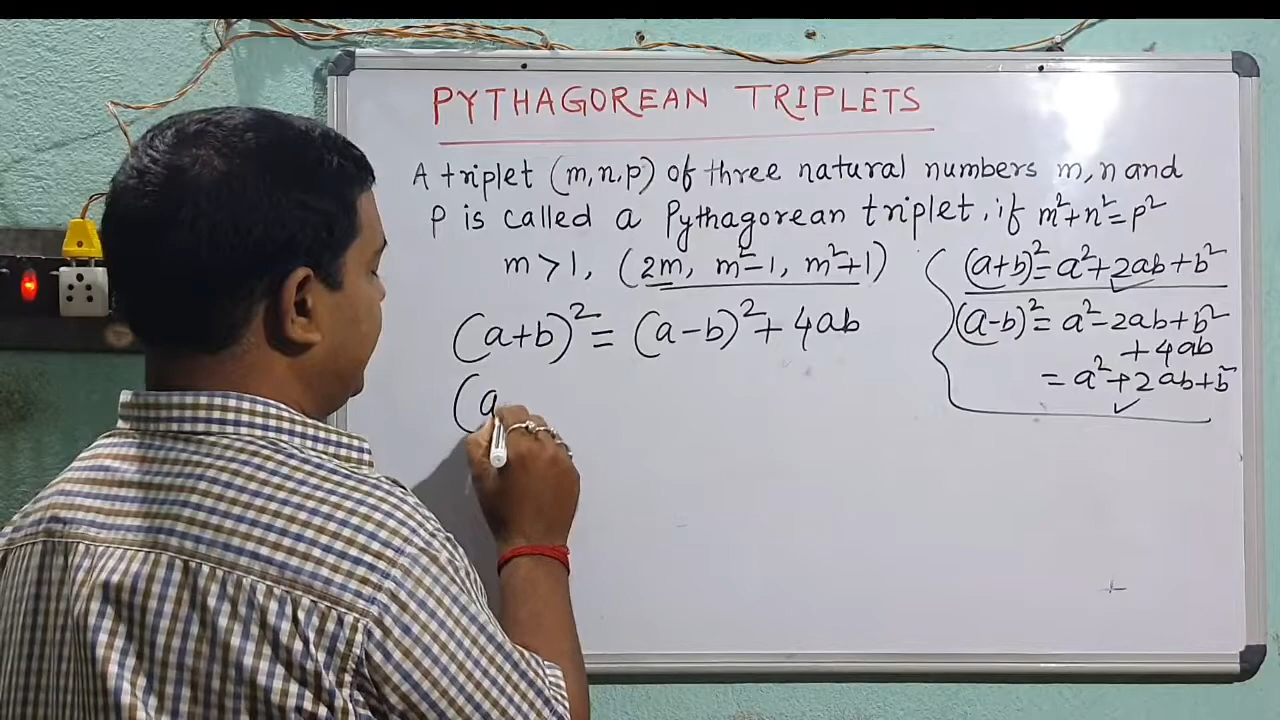 PYTHAGOREAN TRIPLETS
A triplet (m,n,p) of three natural numbers m,n and
p is called a Pythagorean triplet, if m²+n²=p²
m > 1, (2m, m²-1, m²+1)
(a+b)² = (a-b)² + 4ab
(a
(a+b)² = a²+2ab+b²
(a-b)² = a²-2ab+b²
+4ab
= a²+2ab+b²